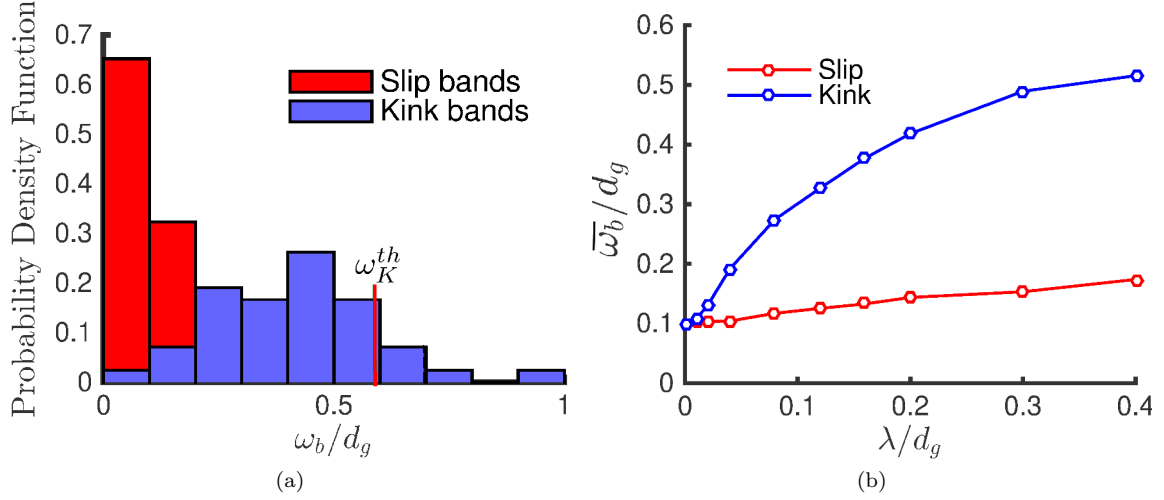 Probability Density Function
0.7
0.6
0.5
0.4
0.3
0.2
0.1
0
Slip bands
Kink bands
ω_K^{th}
0 0.5 1
ω_b/d_g
(a)
\overline{ω}_b/d_g
0.6
0.5
0.4
0.3
0.2
0.1
0
Slip
Kink
0 0.1 0.2 0.3 0.4
λ/d_g
(b)